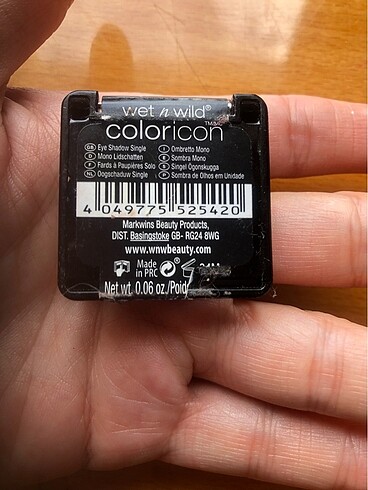 wet n wild®
coloricon™
GB Eye Shadow Single
I Ombretto Mono
D Mono Lidschatten
E Sombra Mono
F Fards à Paupières Solo
S Singel Ögonskugga
NL Oogschaduw Single
P Sombra de Olhos em Unidade
4 049775 525420
Markwins Beauty Products,
DIST. Basingstoke GB- RG24 8WG
www.wnwbeauty.com
Made in PRC
24M
Net wt. 0.06 oz./Poid